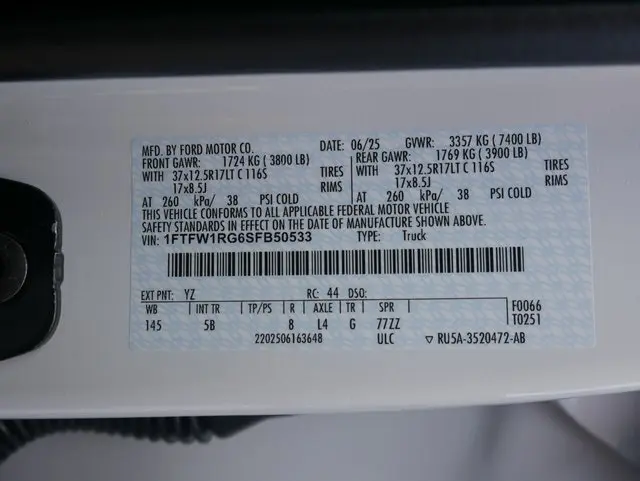 MFD. BY FORD MOTOR CO. DATE: 06/25 GVWR: 3357 KG (7400 LB)
FRONT GAWR: 1724 KG (3800 LB) REAR GAWR: 1769 KG (3900 LB)
WITH 37x12.5R17LT C 116S TIRES WITH 37x12.5R17LT C 116S TIRES
17x8.5J RIMS 17x8.5J RIMS
AT 260 kPa/ 38 PSI COLD AT 260 kPa/ 38 PSI COLD
THIS VEHICLE CONFORMS TO ALL APPLICABLE FEDERAL MOTOR VEHICLE
SAFETY STANDARDS IN EFFECT ON THE DATE OF MANUFACTURE SHOWN ABOVE.
VIN: 1FTFW1RG6SFB50533 TYPE: Truck
EXT PNT: YZ RC: 44 DSO:
WB INT TR TP/PS R AXLE TR SPR F0066
145 5B 8 L4 G 77ZZ T0251
2202506163648 ULC ▽ RU5A-3520472-AB